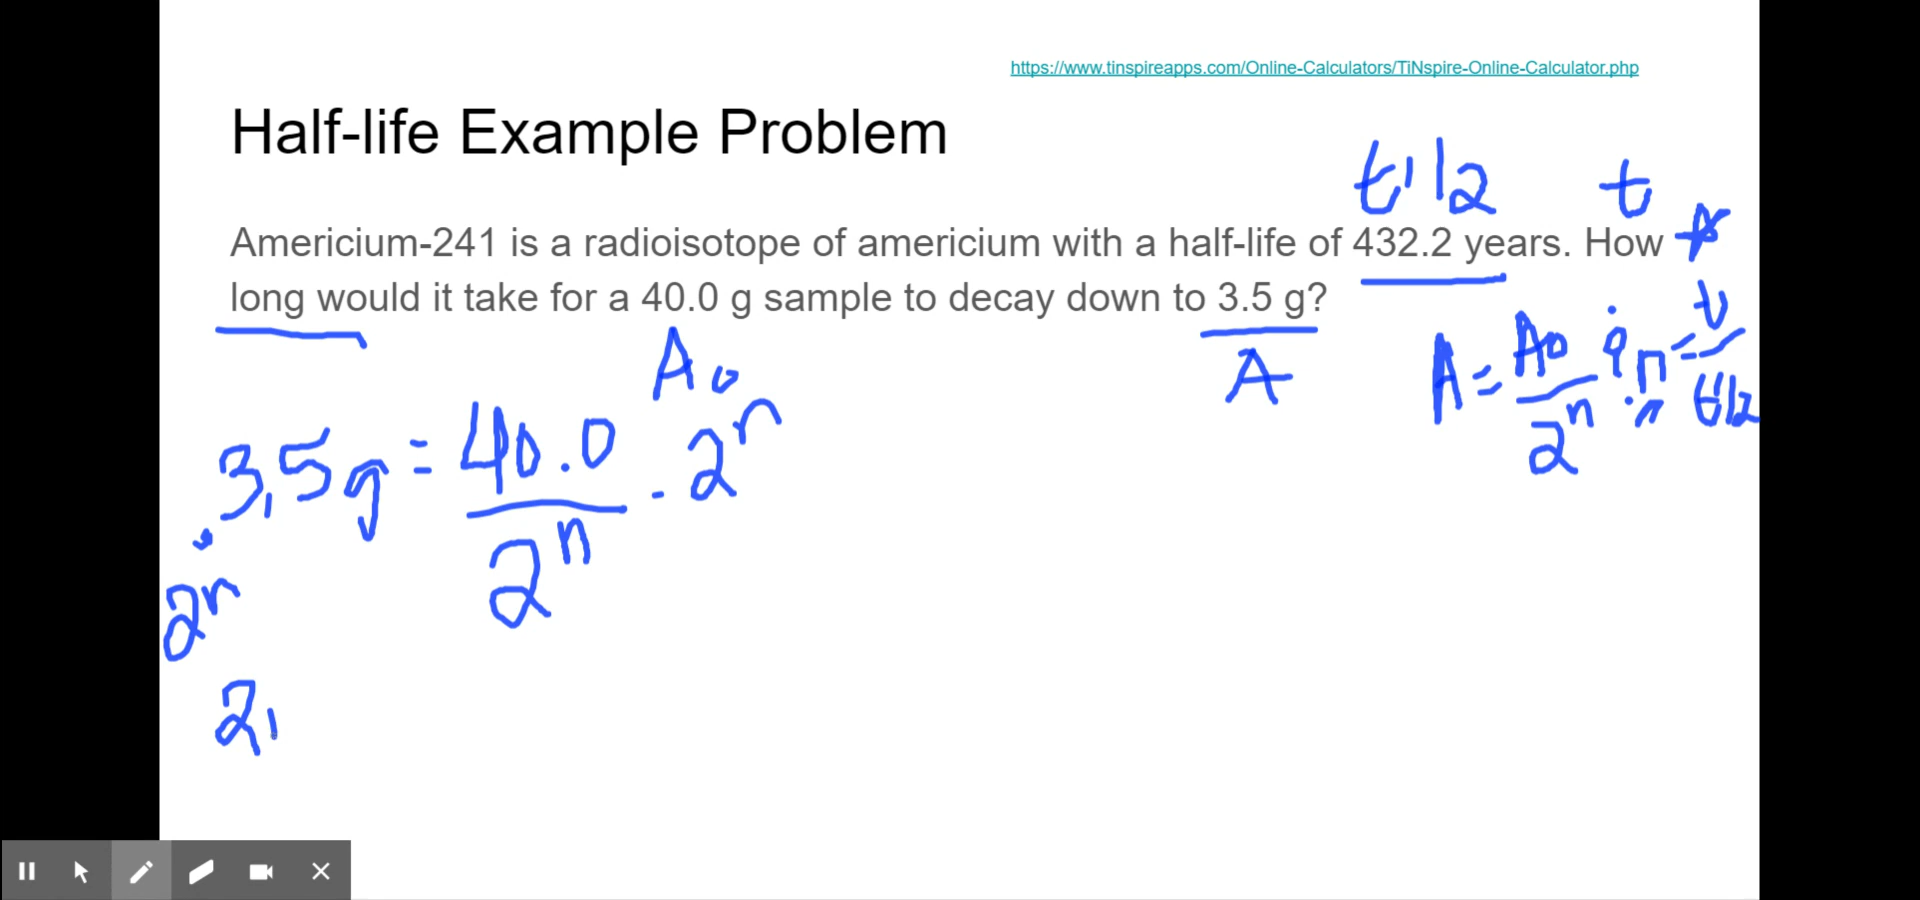 https://www.tinspireapps.com/Online-Calculators/TiNspire-Online-Calculator.php
Half-life Example Problem
t1/2 t
Americium-241 is a radioisotope of americium with a half-life of 432.2 years. How
long would it take for a 40.0 g sample to decay down to 3.5 g?
A0 A
A = A0 / 2^n ; n = t / t1/2
3.5g = 40.0 / 2^n · 2^n
· 2^n
2